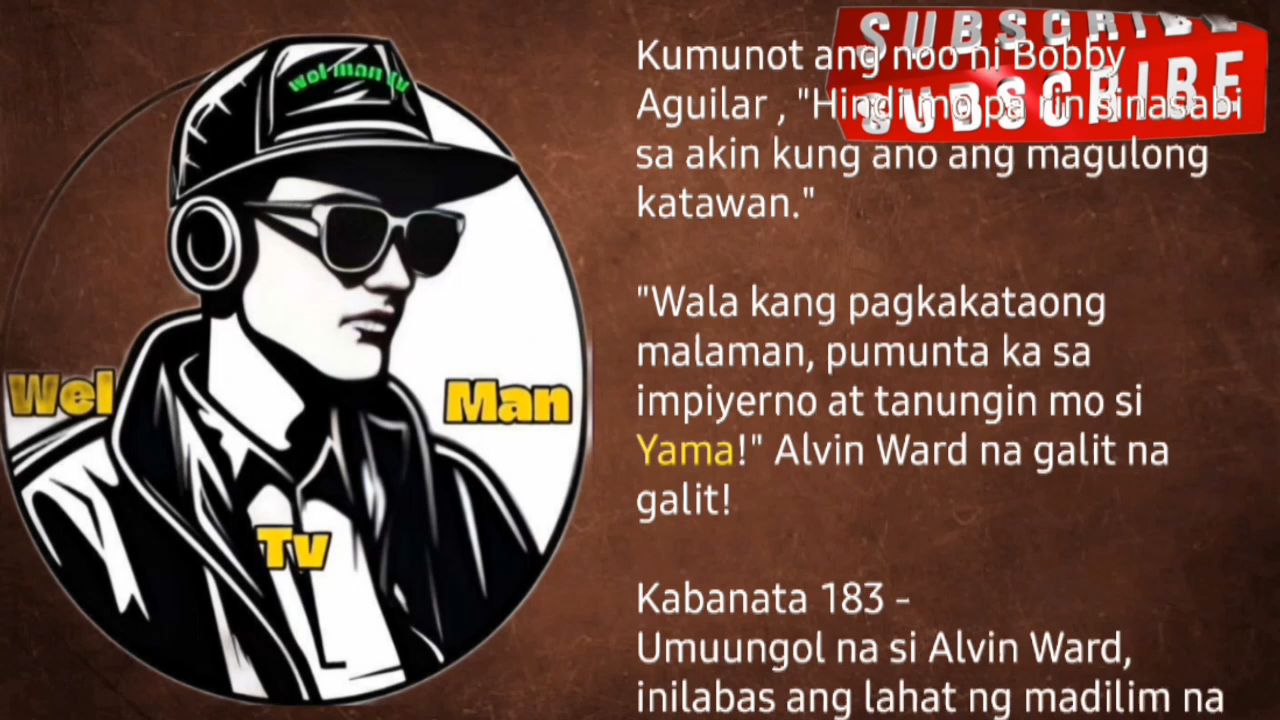 wel man tv
Wel
Man
Tv
SUBSCRIBE
SUBSCRIBE
Kumunot ang noo ni Bobby
Aguilar , "Hindi mo pa rin sinasabi
sa akin kung ano ang magulong
katawan."
"Wala kang pagkakataong
malaman, pumunta ka sa
impiyerno at tanungin mo si
Yama!" Alvin Ward na galit na
galit!
Kabanata 183 -
Umuungol na si Alvin Ward,
inilabas ang lahat ng madilim na